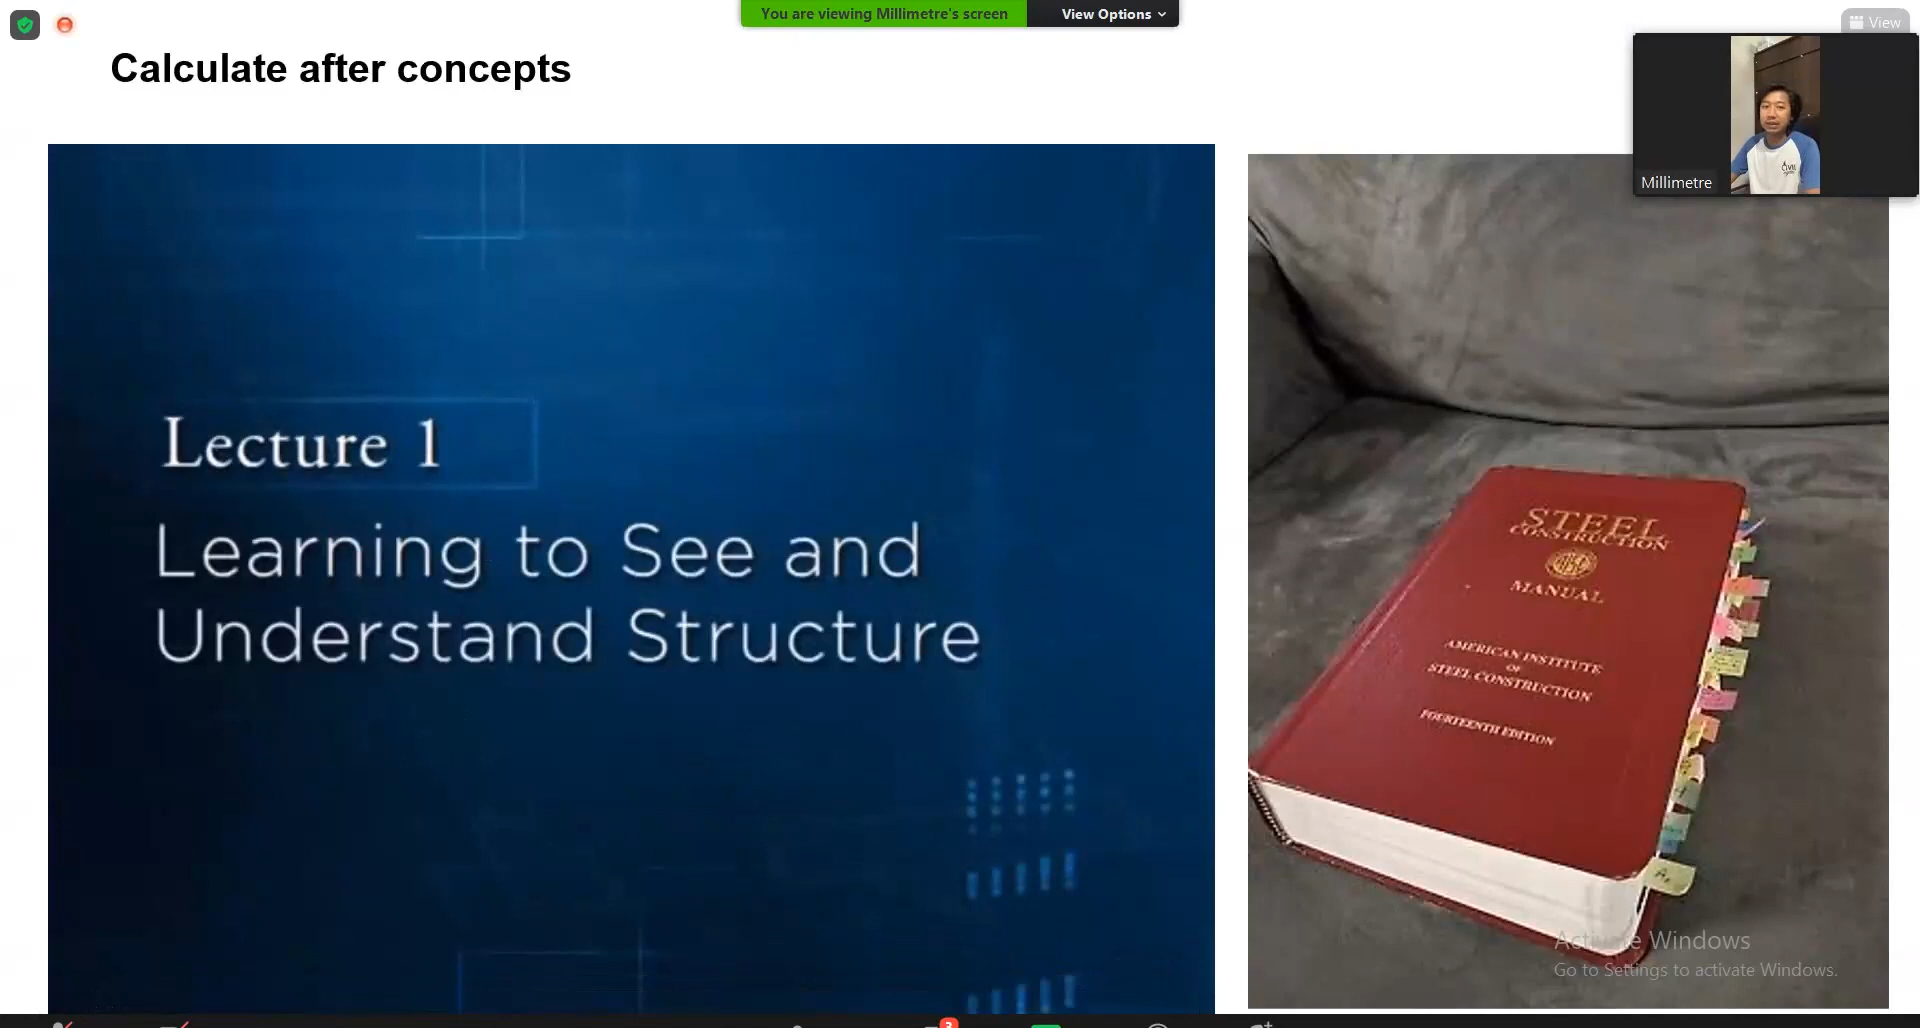 You are viewing Millimetre's screen
View Options
View
Calculate after concepts
Millimetre
CIVIL
Lecture 1
Learning to See and
Understand Structure
STEEL
CONSTRUCTION
MANUAL
AMERICAN INSTITUTE
OF
STEEL CONSTRUCTION
FOURTEENTH EDITION
Activate Windows
Go to Settings to activate Windows.
3